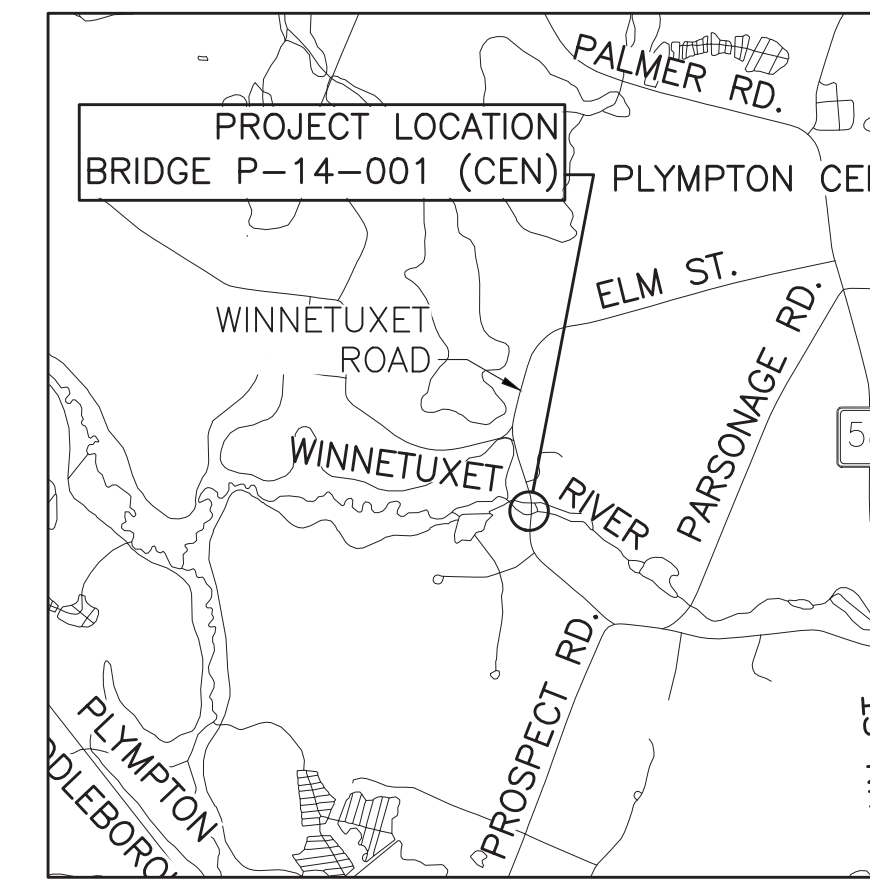 PALMER RD.
PROJECT LOCATION
BRIDGE P-14-001 (CEN)
PLYMPTON
ELM ST.
WINNETUXET
ROAD
PARSONAGE RD.
WINNETUXET
RIVER
PROSPECT RD.
PLYMPTON